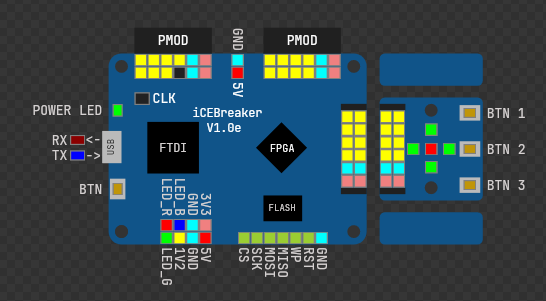 PMOD
GND
5V
PMOD
CLK
iCEBreaker
V1.0e
POWER LED
RX <-
TX ->
USB
FTDI
FPGA
BTN 1
BTN 2
BTN 3
BTN
FLASH
LED_R
LED_B
GND
3V3
LED_G
1V2
GND
5V
CS
SCK
MOSI
MISO
WP
RST
GND